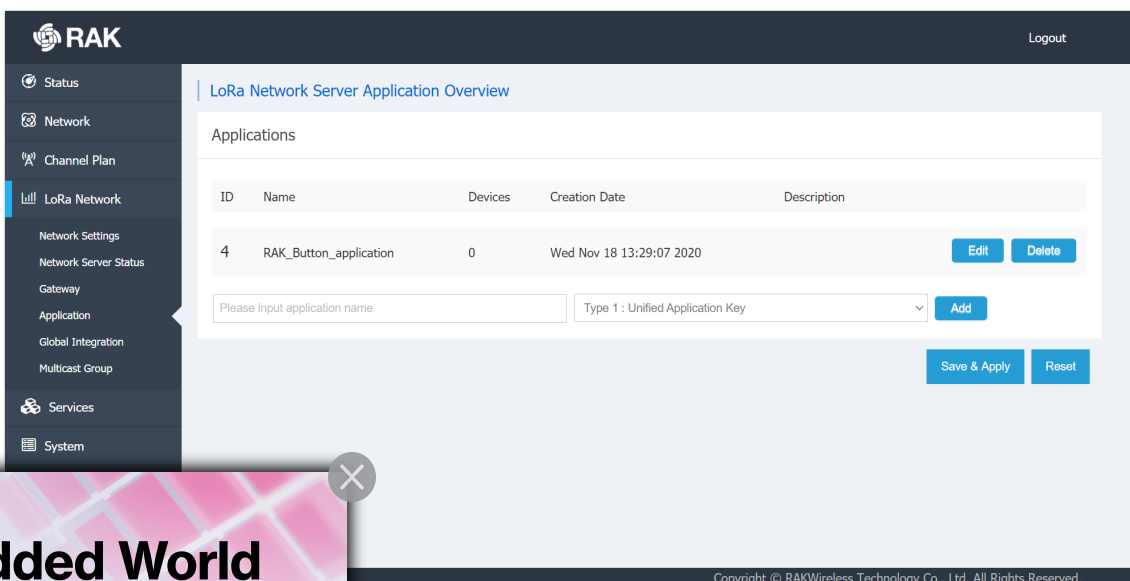 RAK
Logout
Status
Network
Channel Plan
LoRa Network
Network Settings
Network Server Status
Gateway
Application
Global Integration
Multicast Group
Services
System
LoRa Network Server Application Overview
Applications
ID Name Devices Creation Date Description
4 RAK_Button_application 0 Wed Nov 18 13:29:07 2020 Edit Delete
Please input application name Type 1 : Unified Application Key Add
Save & Apply Reset
dded World
Copyright © RAKWireless Technology Co., Ltd. All Rights Reserved